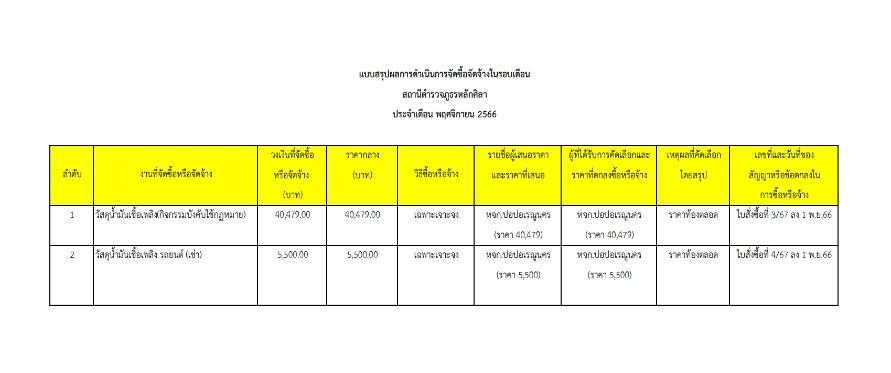 แบบสรุปผลการดำเนินการจัดซื้อจัดจ้างในรอบเดือน
สถานีตำรวจภูธรหลักศิลา
ประจำเดือน พฤศจิกายน 2566
ลำดับ งานที่จัดซื้อหรือจัดจ้าง วงเงินที่จัดซื้อ หรือจัดจ้าง (บาท) ราคากลาง (บาท) วิธีซื้อหรือจ้าง รายชื่อผู้เสนอราคา และราคาที่เสนอ ผู้ที่ได้รับการคัดเลือกและ ราคาที่ตกลงซื้อหรือจ้าง เหตุผลที่คัดเลือก โดยสรุป เลขที่และวันที่ของ สัญญาหรือข้อตกลงใน การซื้อหรือจ้าง
1 วัสดุน้ำมันเชื้อเพลิง(กิจกรรมบังคับใช้กฎหมาย) 40,479.00 40,479.00 เฉพาะเจาะจง หจก.ปอปอเรณูนคร หจก.ปอปอเรณูนคร ราคาท้องตลาด ใบสั่งซื้อที่ 3/67 ลง 1 พ.ย.66
(ราคา 40,479) (ราคา 40,479)
2 วัสดุน้ำมันเชื้อเพลิง รถยนต์ (เช่า) 5,500.00 5,500.00 เฉพาะเจาะจง หจก.ปอปอเรณูนคร หจก.ปอปอเรณูนคร ราคาท้องตลาด ใบสั่งซื้อที่ 4/67 ลง 1 พ.ย.66
(ราคา 5,500) (ราคา 5,500)